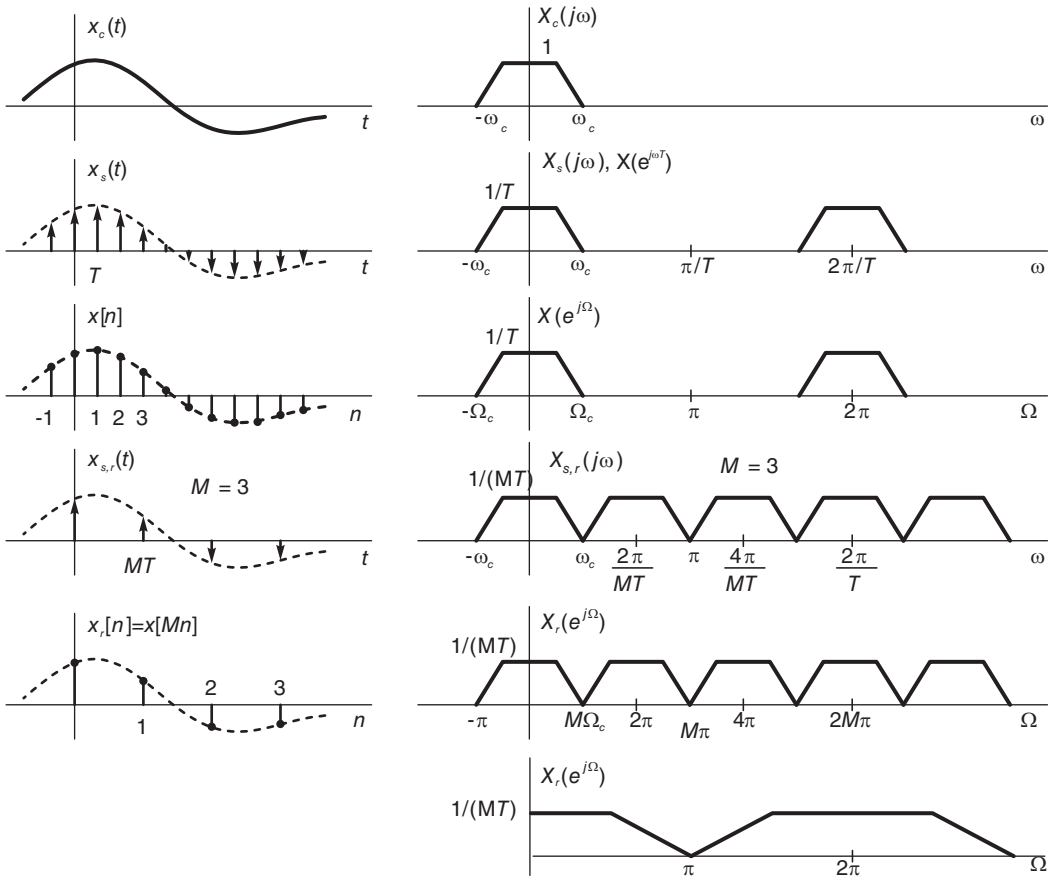 x_c(t)
t
X_c(jω)
1
-ω_c
ω_c
ω
x_s(t)
T
t
X_s(jω), X(e^{jωT})
1/T
-ω_c
ω_c
π/T
2π/T
ω
x[n]
-1
1
2
3
n
X(e^{jΩ})
1/T
-Ω_c
Ω_c
π
2π
Ω
x_{s,r}(t)
M = 3
MT
t
X_{s,r}(jω)
M = 3
1/(MT)
-ω_c
ω_c
2π
MT
π
4π
MT
2π
T
ω
x_r[n]=x[Mn]
2
3
1
n
X_r(e^{jΩ})
1/(MT)
-π
MΩ_c
2π
Mπ
4π
2Mπ
Ω
X_r(e^{jΩ})
1/(MT)
π
2π
Ω